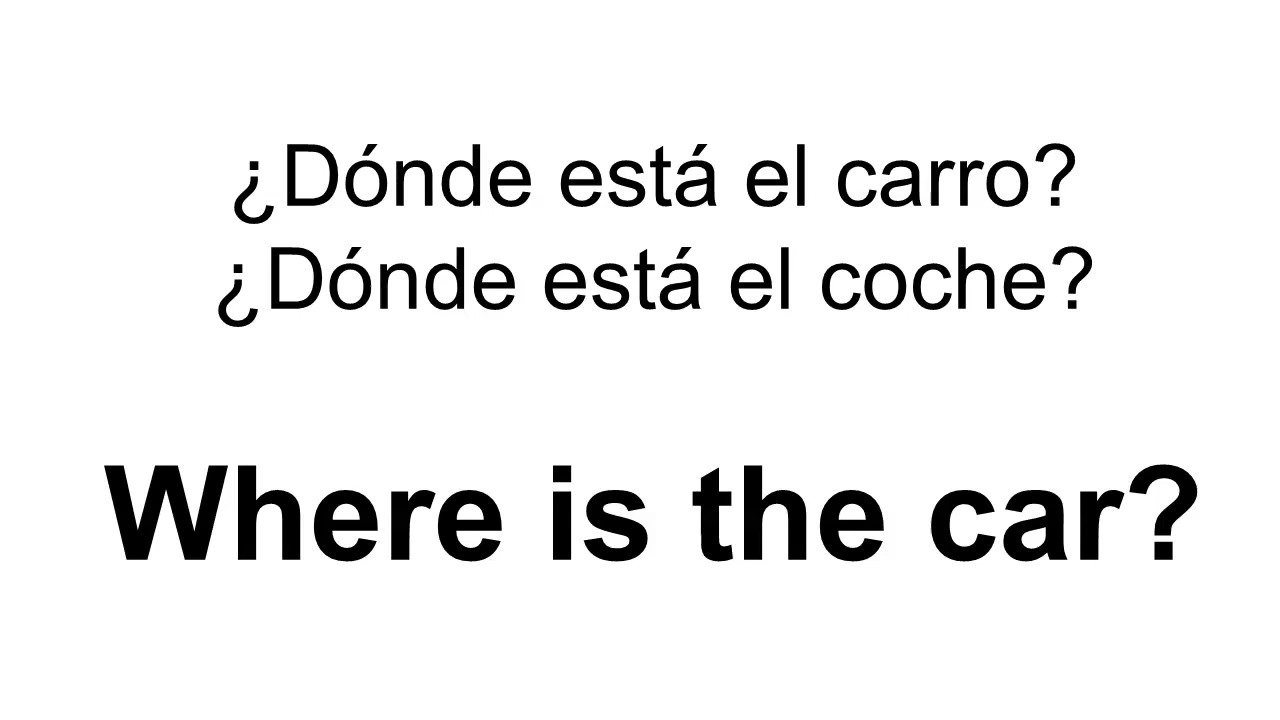 ¿Dónde está el carro?
¿Dónde está el coche?
Where is the car?